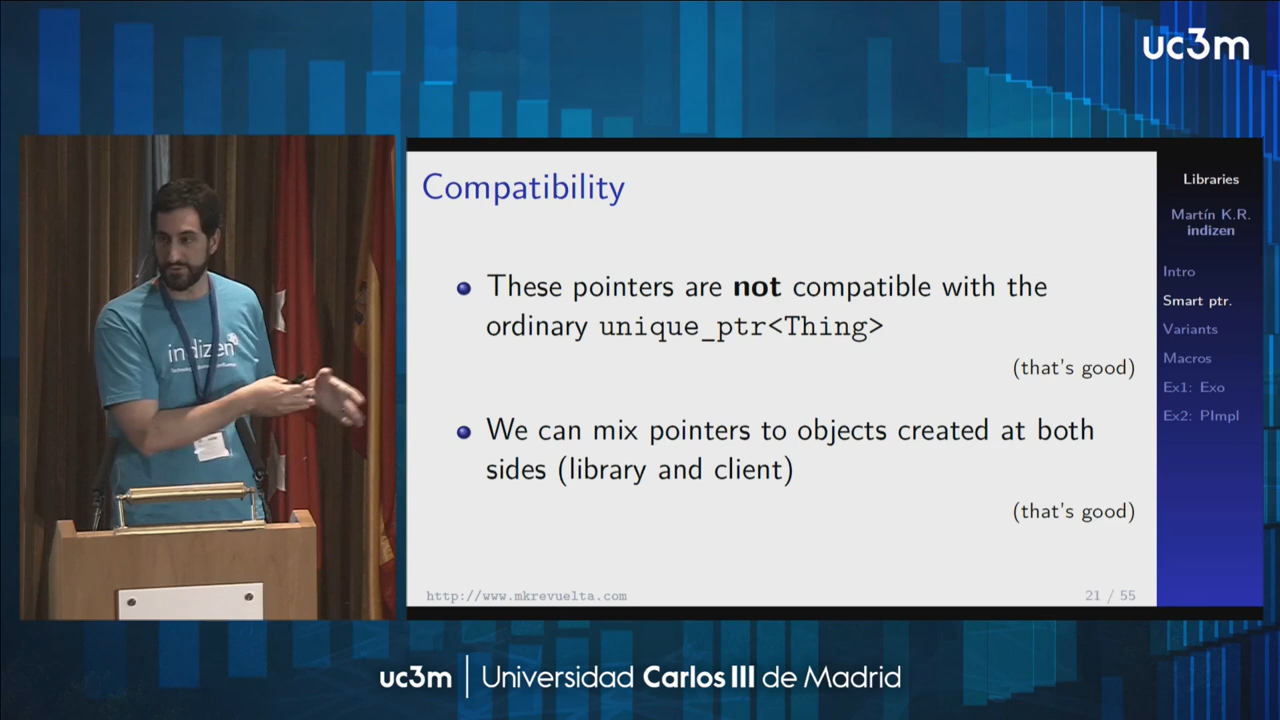 uc3m
indizen
Compatibility
These pointers are not compatible with the
ordinary unique_ptr<Thing>
(that's good)
We can mix pointers to objects created at both
sides (library and client)
(that's good)
http://www.mkrevuelta.com
21 / 55
Libraries
Martín K.R.
indizen
Intro
Smart ptr.
Variants
Macros
Ex1: Exo
Ex2: PImpl
uc3m | Universidad Carlos III de Madrid